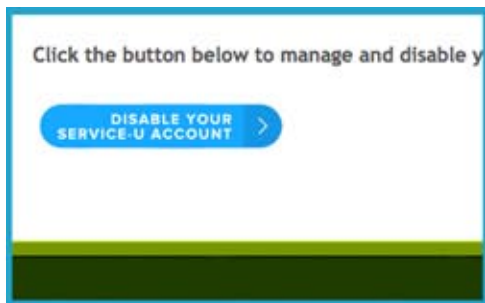 Click the button below to manage and disable y
DISABLE YOUR
SERVICE-U ACCOUNT